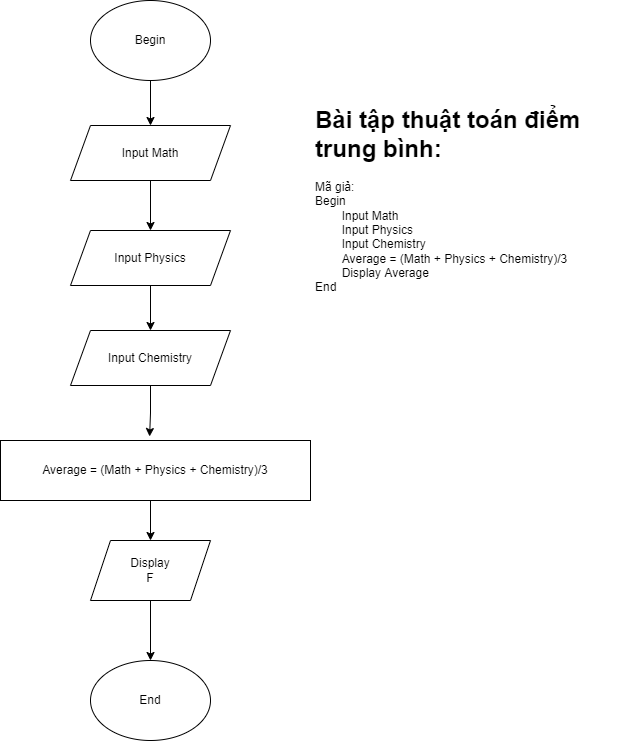 Begin
Input Math
Input Physics
Input Chemistry
Average = (Math + Physics + Chemistry)/3
Display
F
End
Bài tập thuật toán điểm
trung bình:
Mã giả:
Begin
Input Math
Input Physics
Input Chemistry
Average = (Math + Physics + Chemistry)/3
Display Average
End